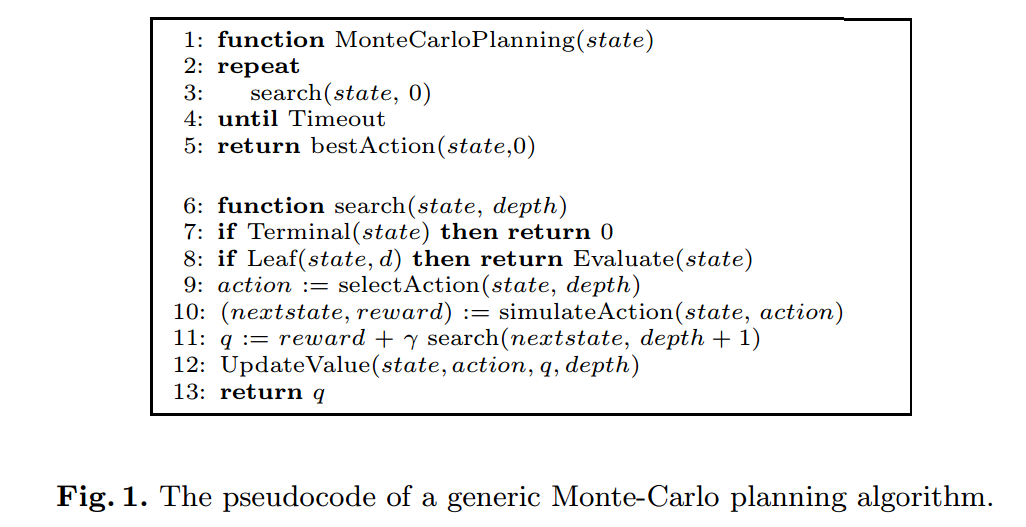 1: function MonteCarloPlanning(state)
2: repeat
3: search(state, 0)
4: until Timeout
5: return bestAction(state,0)
6: function search(state, depth)
7: if Terminal(state) then return 0
8: if Leaf(state, d) then return Evaluate(state)
9: action := selectAction(state, depth)
10: (nextstate, reward) := simulateAction(state, action)
11: q := reward + γ search(nextstate, depth + 1)
12: UpdateValue(state, action, q, depth)
13: return q
Fig. 1. The pseudocode of a generic Monte-Carlo planning algorithm.